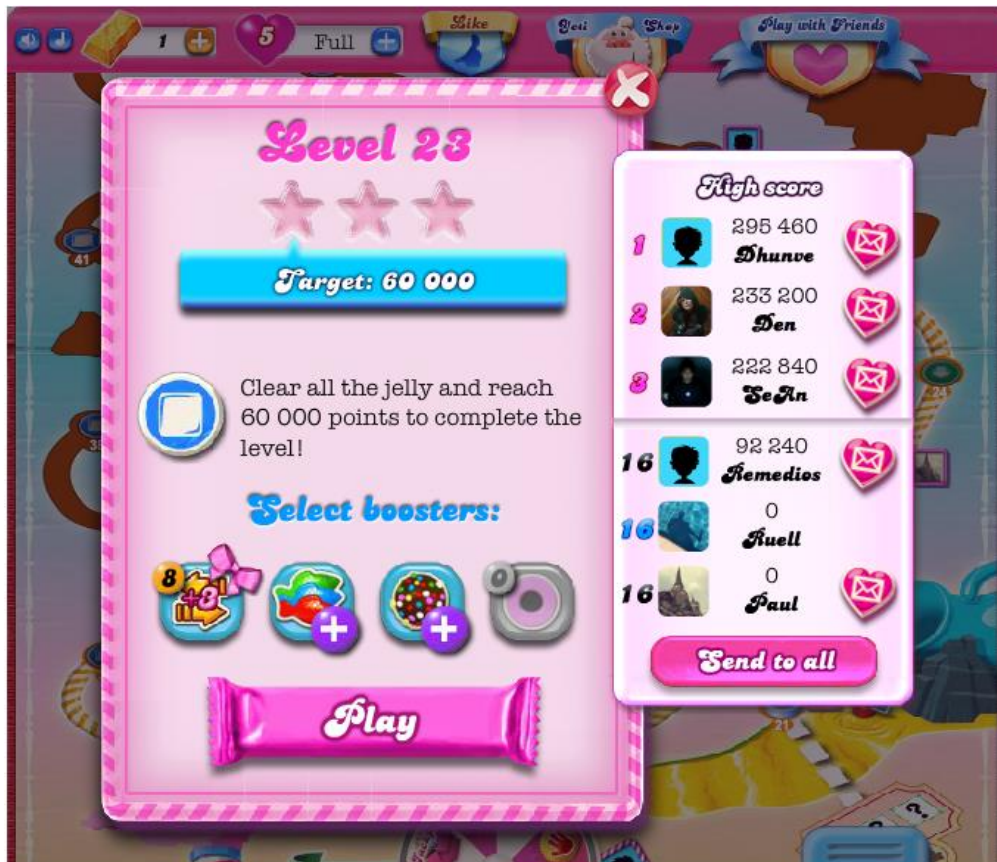 1
5
Full
Like
Yeti Shop
Play with Friends
Level 23
Target: 60 000
Clear all the jelly and reach
60 000 points to complete the
level!
Select boosters:
8
+3
0
Play
High score
1
295 460
Dhunve
2
233 200
Den
3
222 840
SeAn
16
92 240
Remedios
16
0
Ruell
16
0
Paul
Send to all
41
24
21